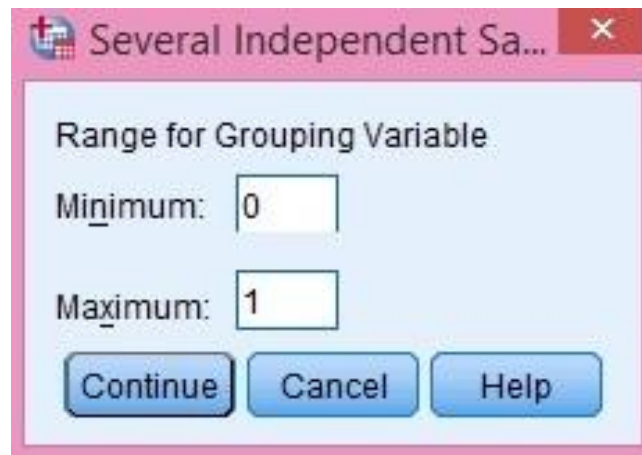 Several Independent Sa...
Range for Grouping Variable
Minimum: 0
Maximum: 1
Continue Cancel Help